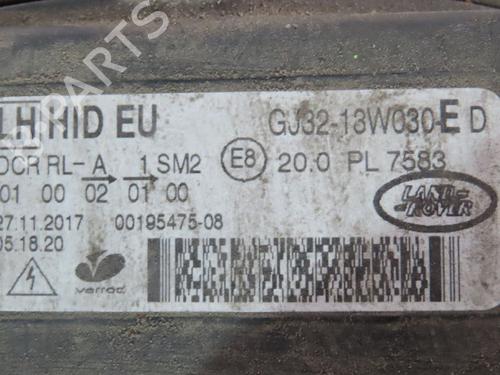 LH HID EU GJ32-13W030-E D
DCR RL-A 1 SM2 E8 20.0 PL 7583
01 00 02 01 00
27.11.2017 00195475-08
05.18.20
LAND-ROVER
varroc
PARTS